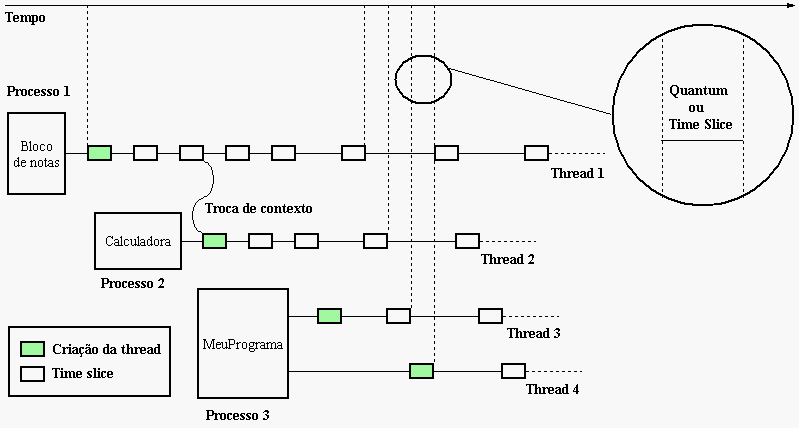 Tempo
Quantum
ou
Time Slice
Processo 1
Bloco
de notas
Thread 1
Troca de contexto
Calculadora
Thread 2
Processo 2
MeuPrograma
Thread 3
Thread 4
Processo 3
Criação da thread
Time slice